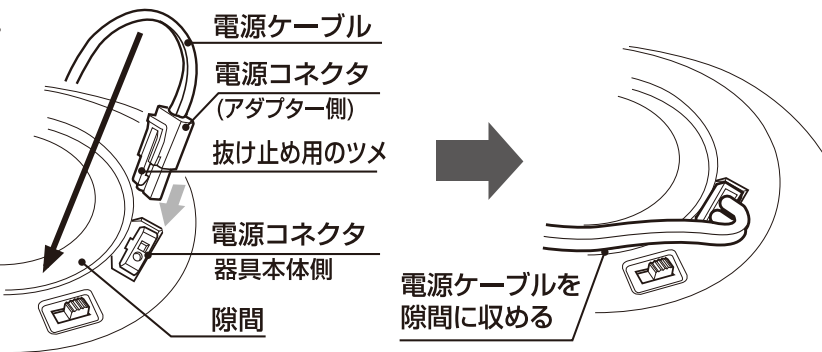 電源ケーブル
電源コネクタ
(アダプター側)
抜け止め用のツメ
電源コネクタ
器具本体側
隙間
電源ケーブルを
隙間に収める